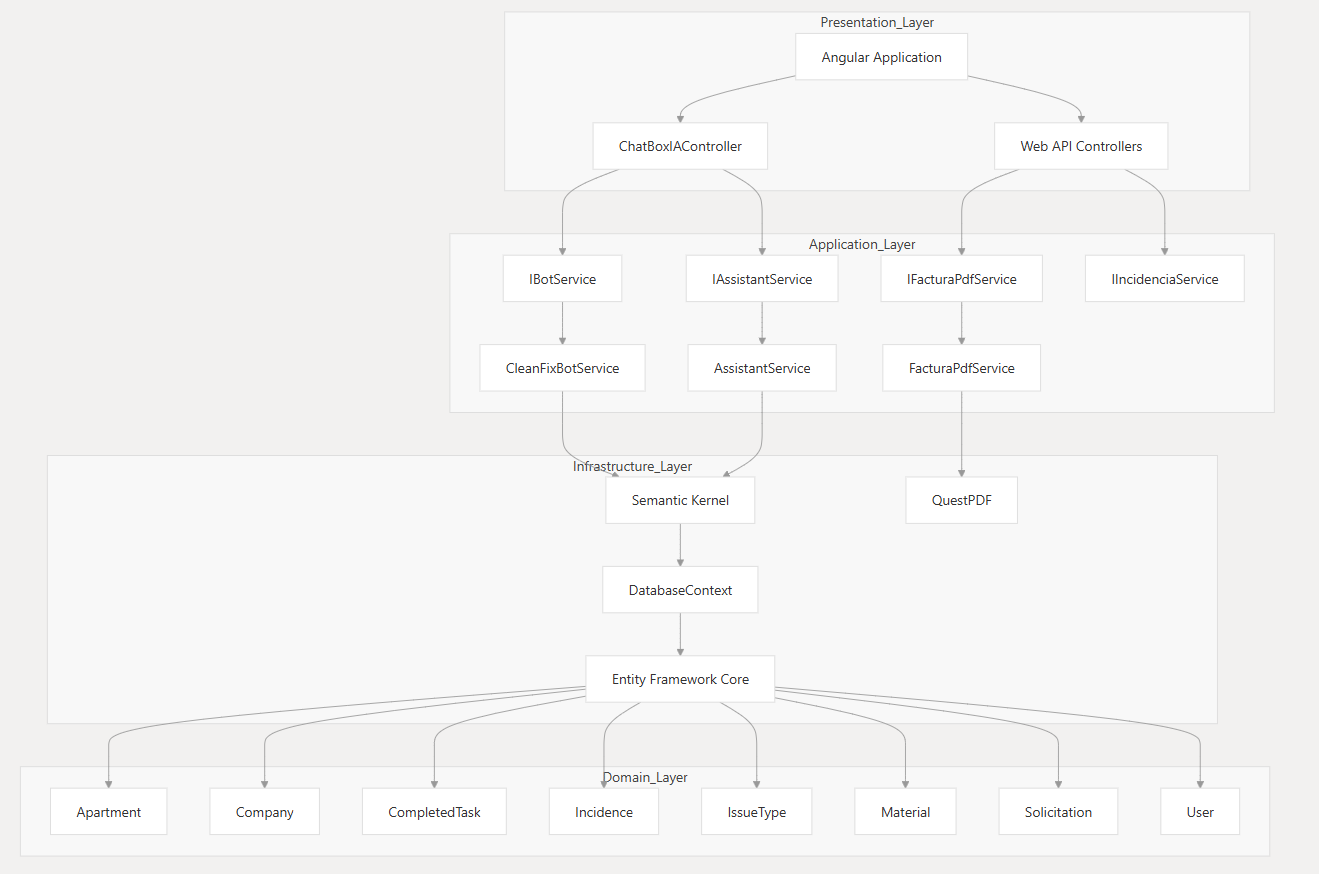 Presentation_Layer
Angular Application
ChatBoxIAController
Web API Controllers
Application_Layer
IBotService
IAssistantService
IFacturaPdfService
IIncidenciaService
CleanFixBotService
AssistantService
FacturaPdfService
Infrastructure_Layer
Semantic Kernel
QuestPDF
DatabaseContext
Entity Framework Core
Domain_Layer
Apartment
Company
CompletedTask
Incidence
IssueType
Material
Solicitation
User